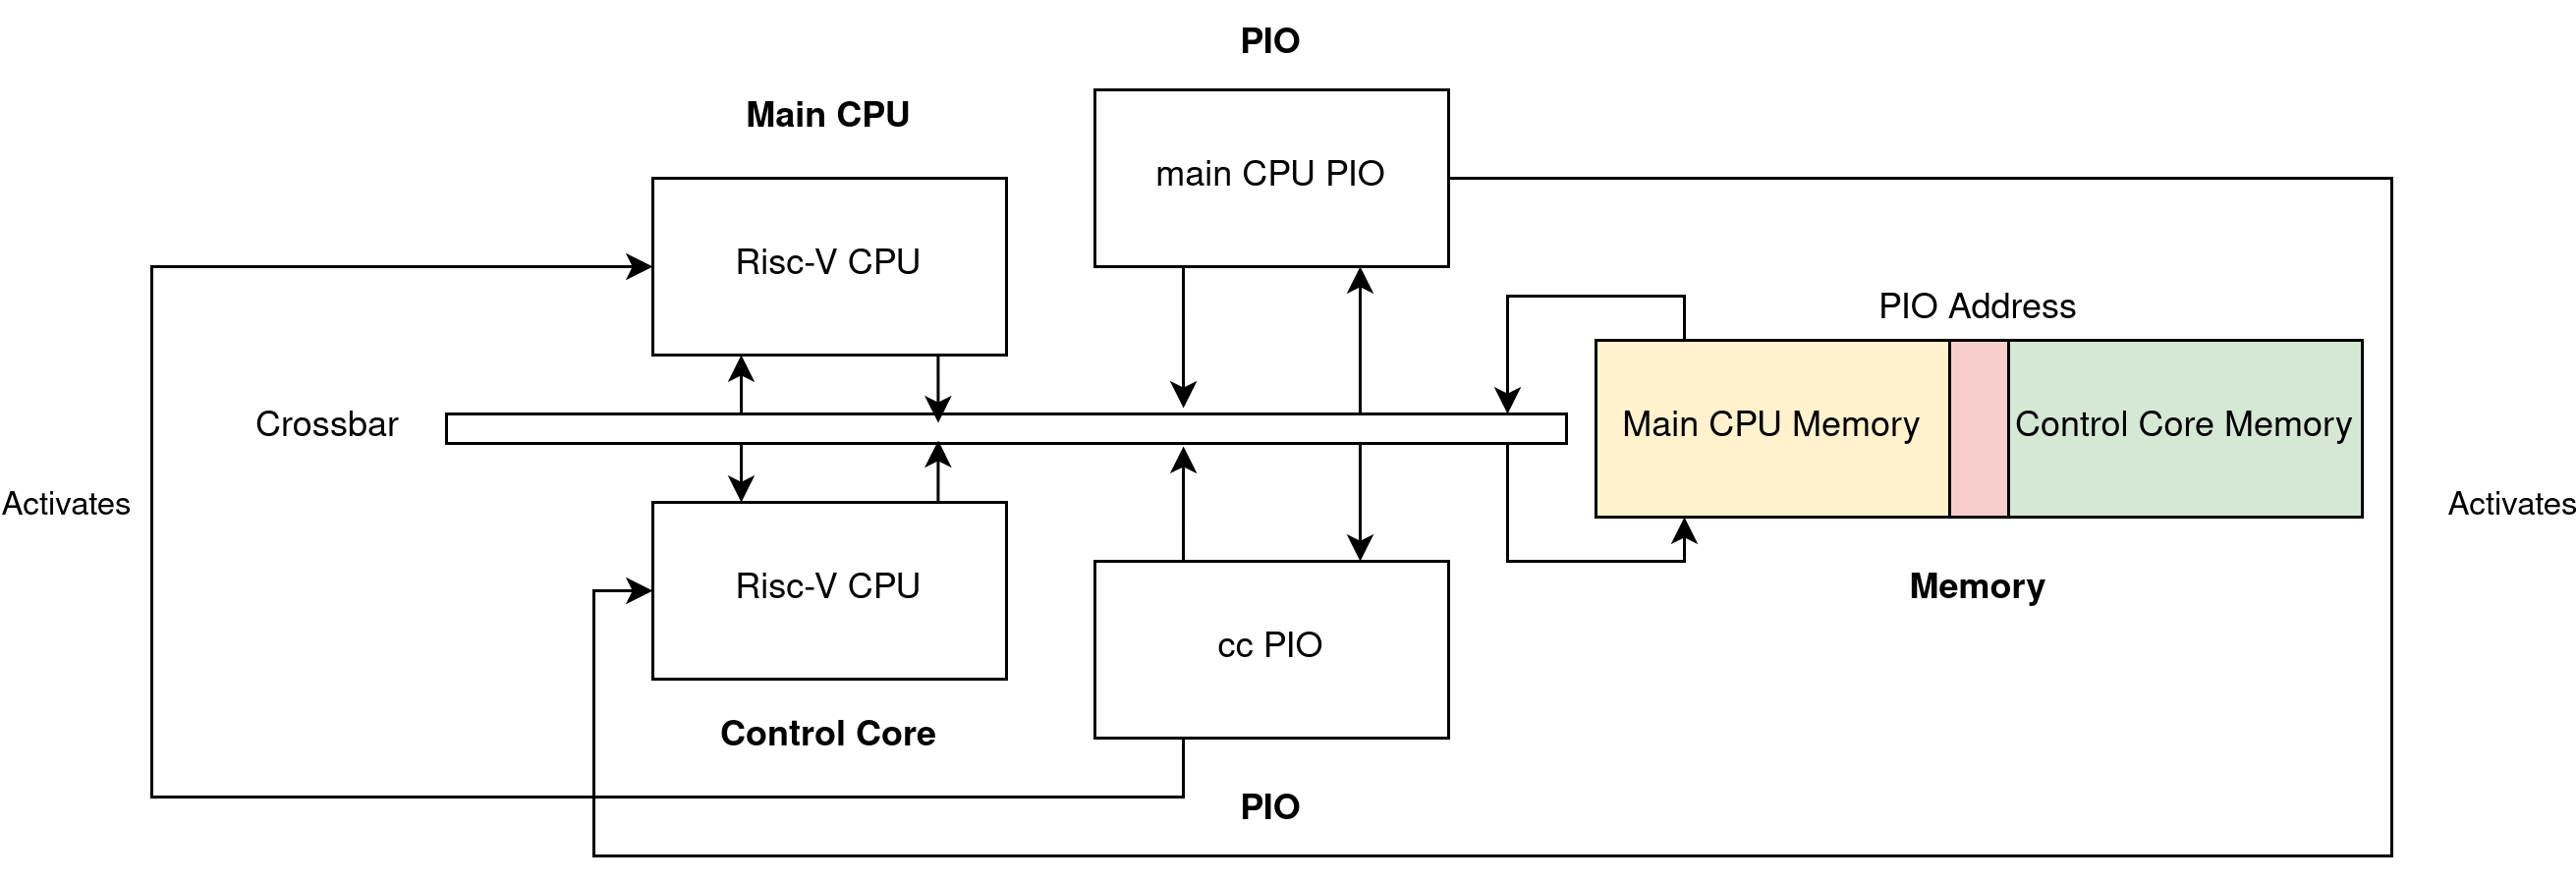 PIO
Main CPU
main CPU PIO
Risc-V CPU
PIO Address
Crossbar
Main CPU Memory
Control Core Memory
Activates
Activates
Risc-V CPU
Memory
cc PIO
Control Core
PIO